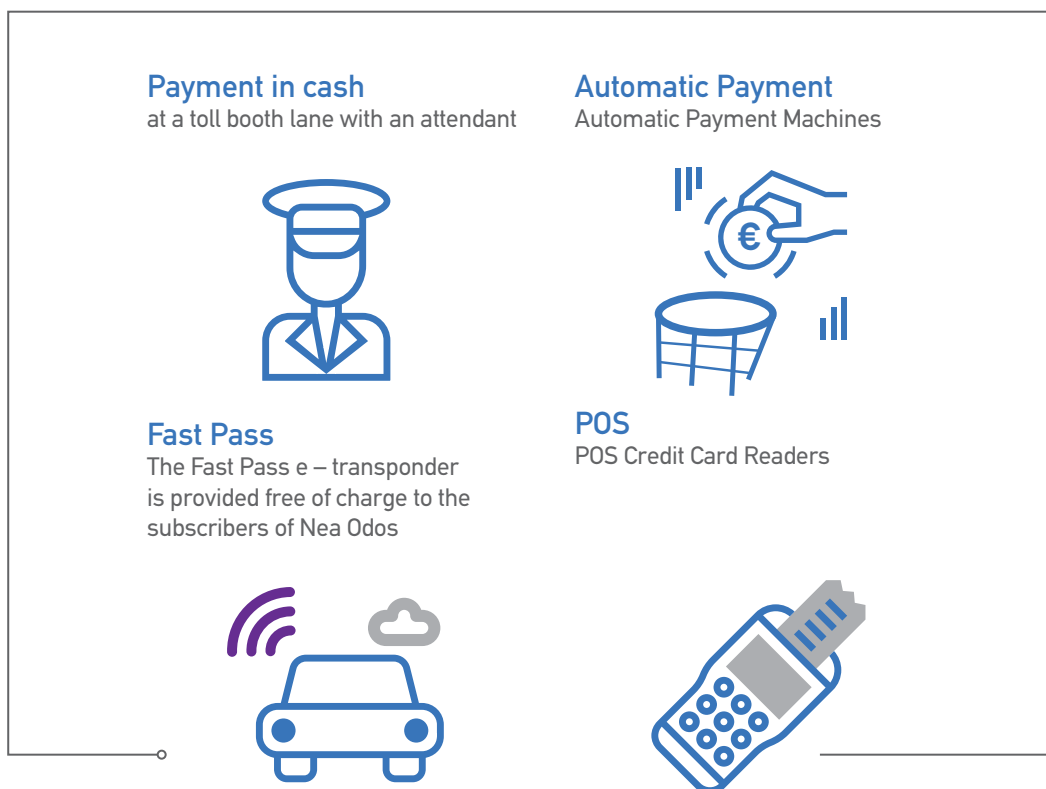 Payment in cash
at a toll booth lane with an attendant
Automatic Payment
Automatic Payment Machines
€
Fast Pass
The Fast Pass e – transponder
is provided free of charge to the
subscribers of Nea Odos
POS
POS Credit Card Readers